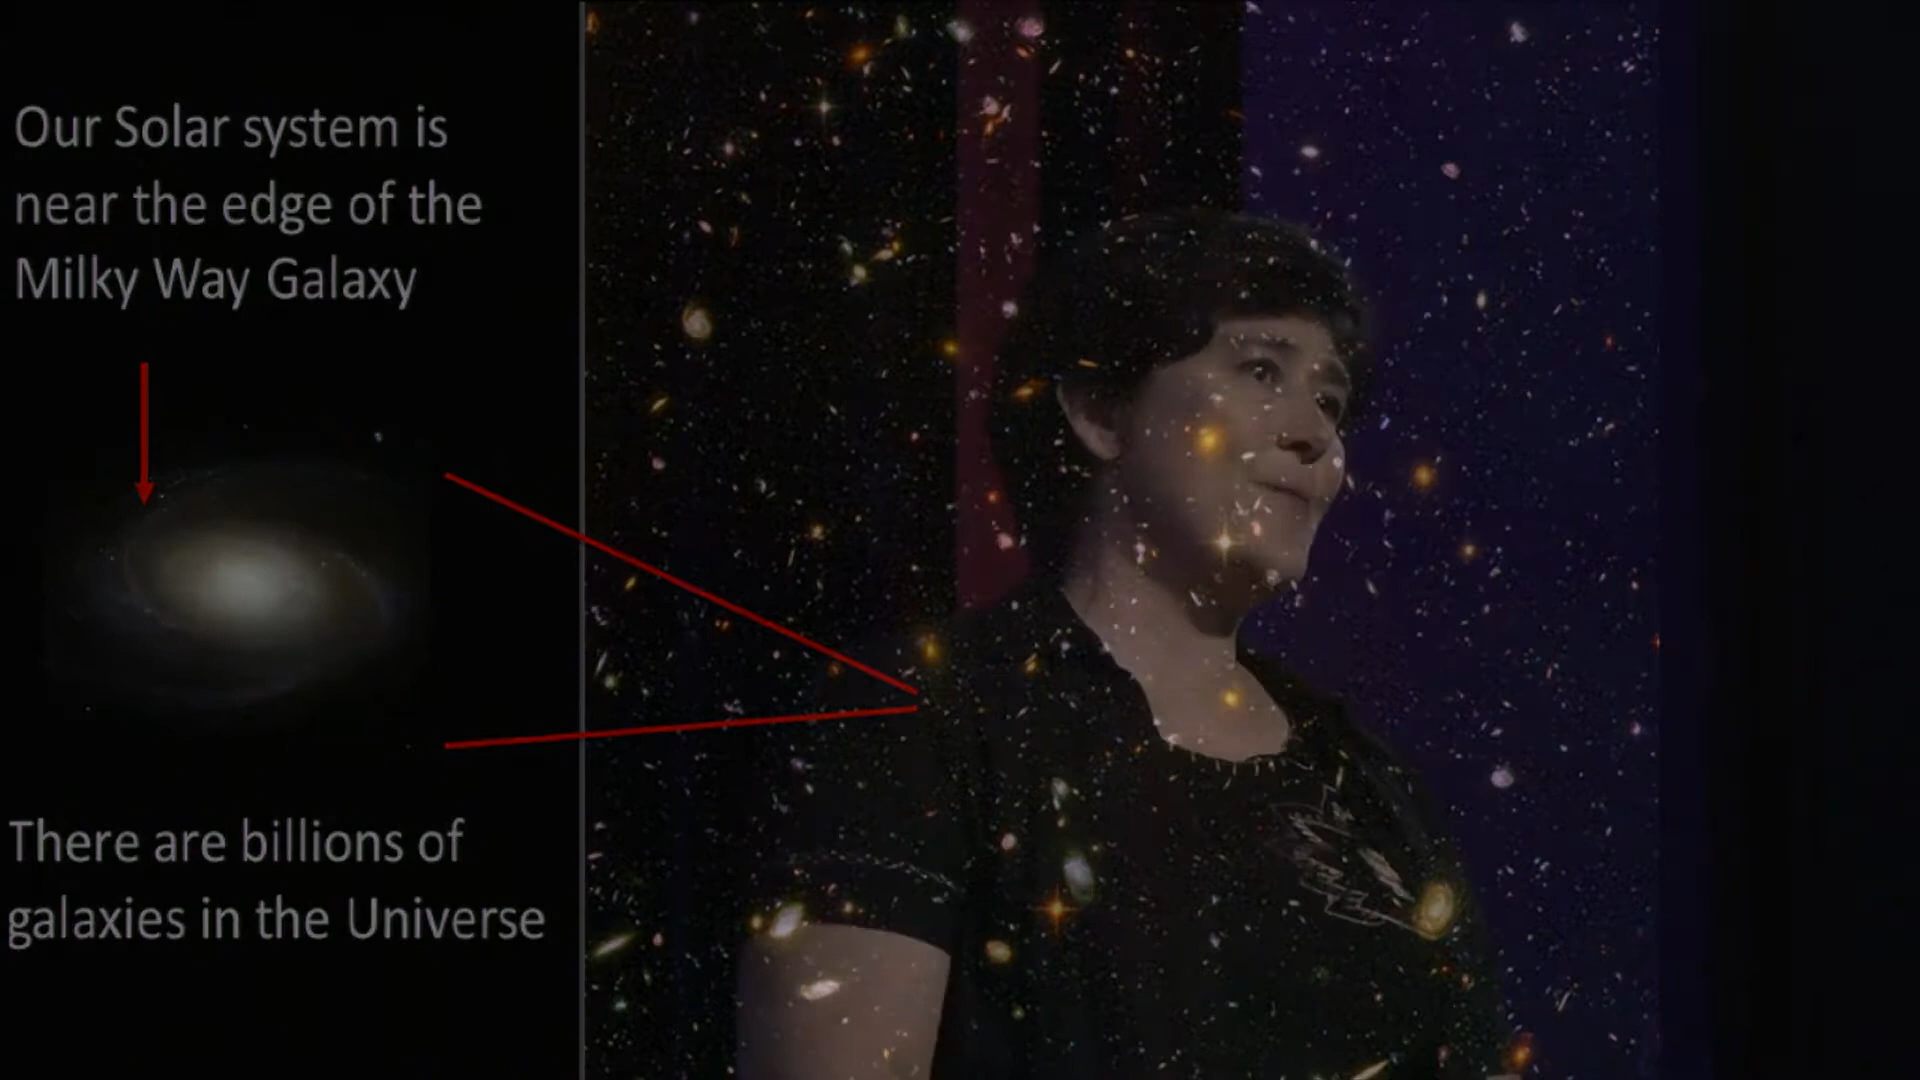 Our Solar system is
near the edge of the
Milky Way Galaxy
There are billions of
galaxies in the Universe